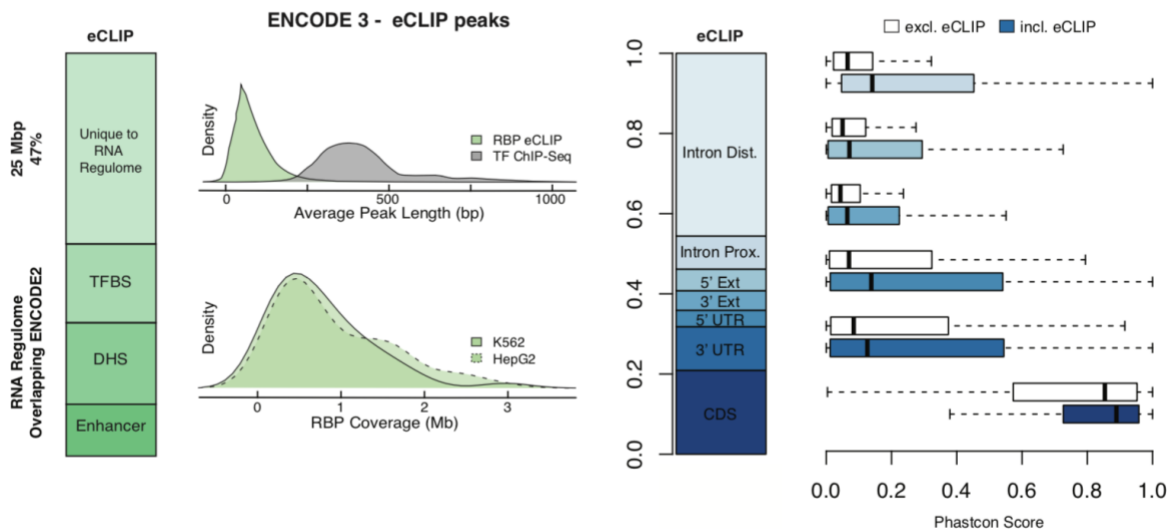 ENCODE 3 - eCLIP peaks
eCLIP
25 Mbp
47%
RNA Regulome
Overlapping ENCODE2
Unique to
RNA
Regulome
TFBS
DHS
Enhancer
Density
RBP eCLIP
TF ChIP-Seq
0
500
1000
Average Peak Length (bp)
Density
K562
HepG2
0
1
2
3
RBP Coverage (Mb)
eCLIP
1.0
0.8
0.6
0.4
0.2
0.0
Intron Dist.
Intron Prox.
5' Ext
3' Ext
5' UTR
3' UTR
CDS
excl. eCLIP
incl. eCLIP
0.0
0.2
0.4
0.6
0.8
1.0
Phastcon Score